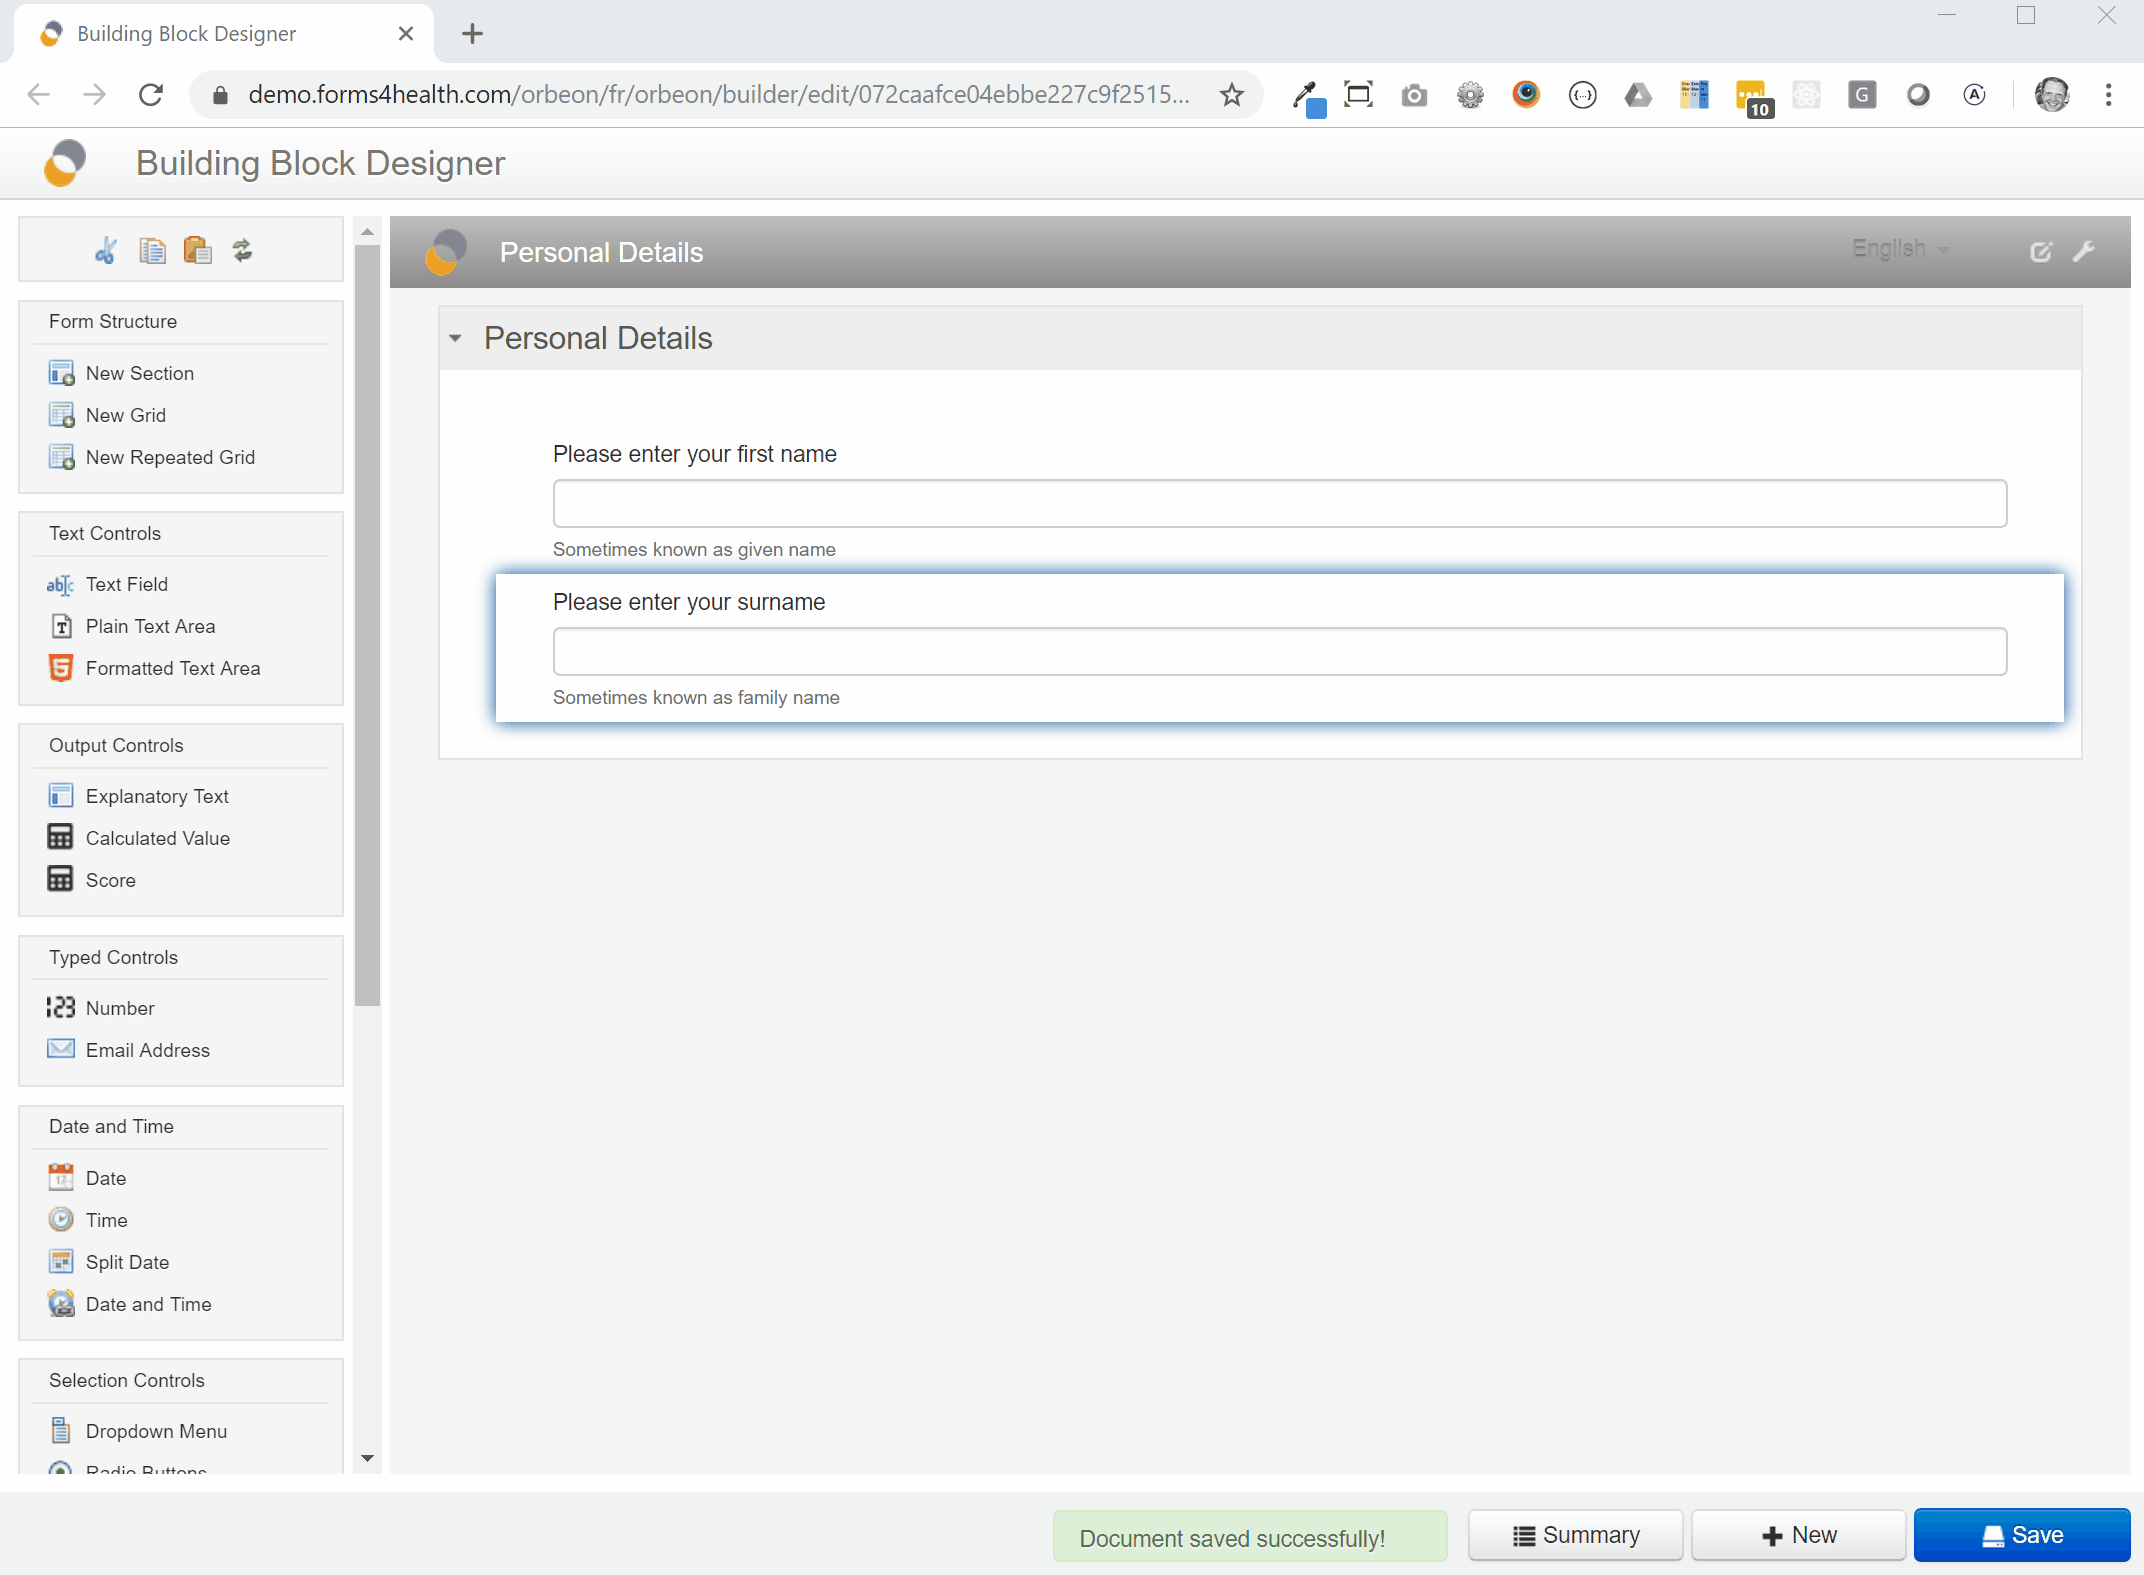 Building Block Designer
demo.forms4health.com/orbeon/fr/orbeon/builder/edit/072caafce04ebbe227c9f2515...
10
G
A
Building Block Designer
Personal Details
English
Form Structure
New Section
New Grid
New Repeated Grid
Text Controls
Text Field
Plain Text Area
Formatted Text Area
Output Controls
Explanatory Text
Calculated Value
Score
Typed Controls
Number
Email Address
Date and Time
Date
Time
Split Date
Date and Time
Selection Controls
Dropdown Menu
Radio Buttons
Personal Details
Please enter your first name
Sometimes known as given name
Please enter your surname
Sometimes known as family name
Document saved successfully!
Summary
New
Save